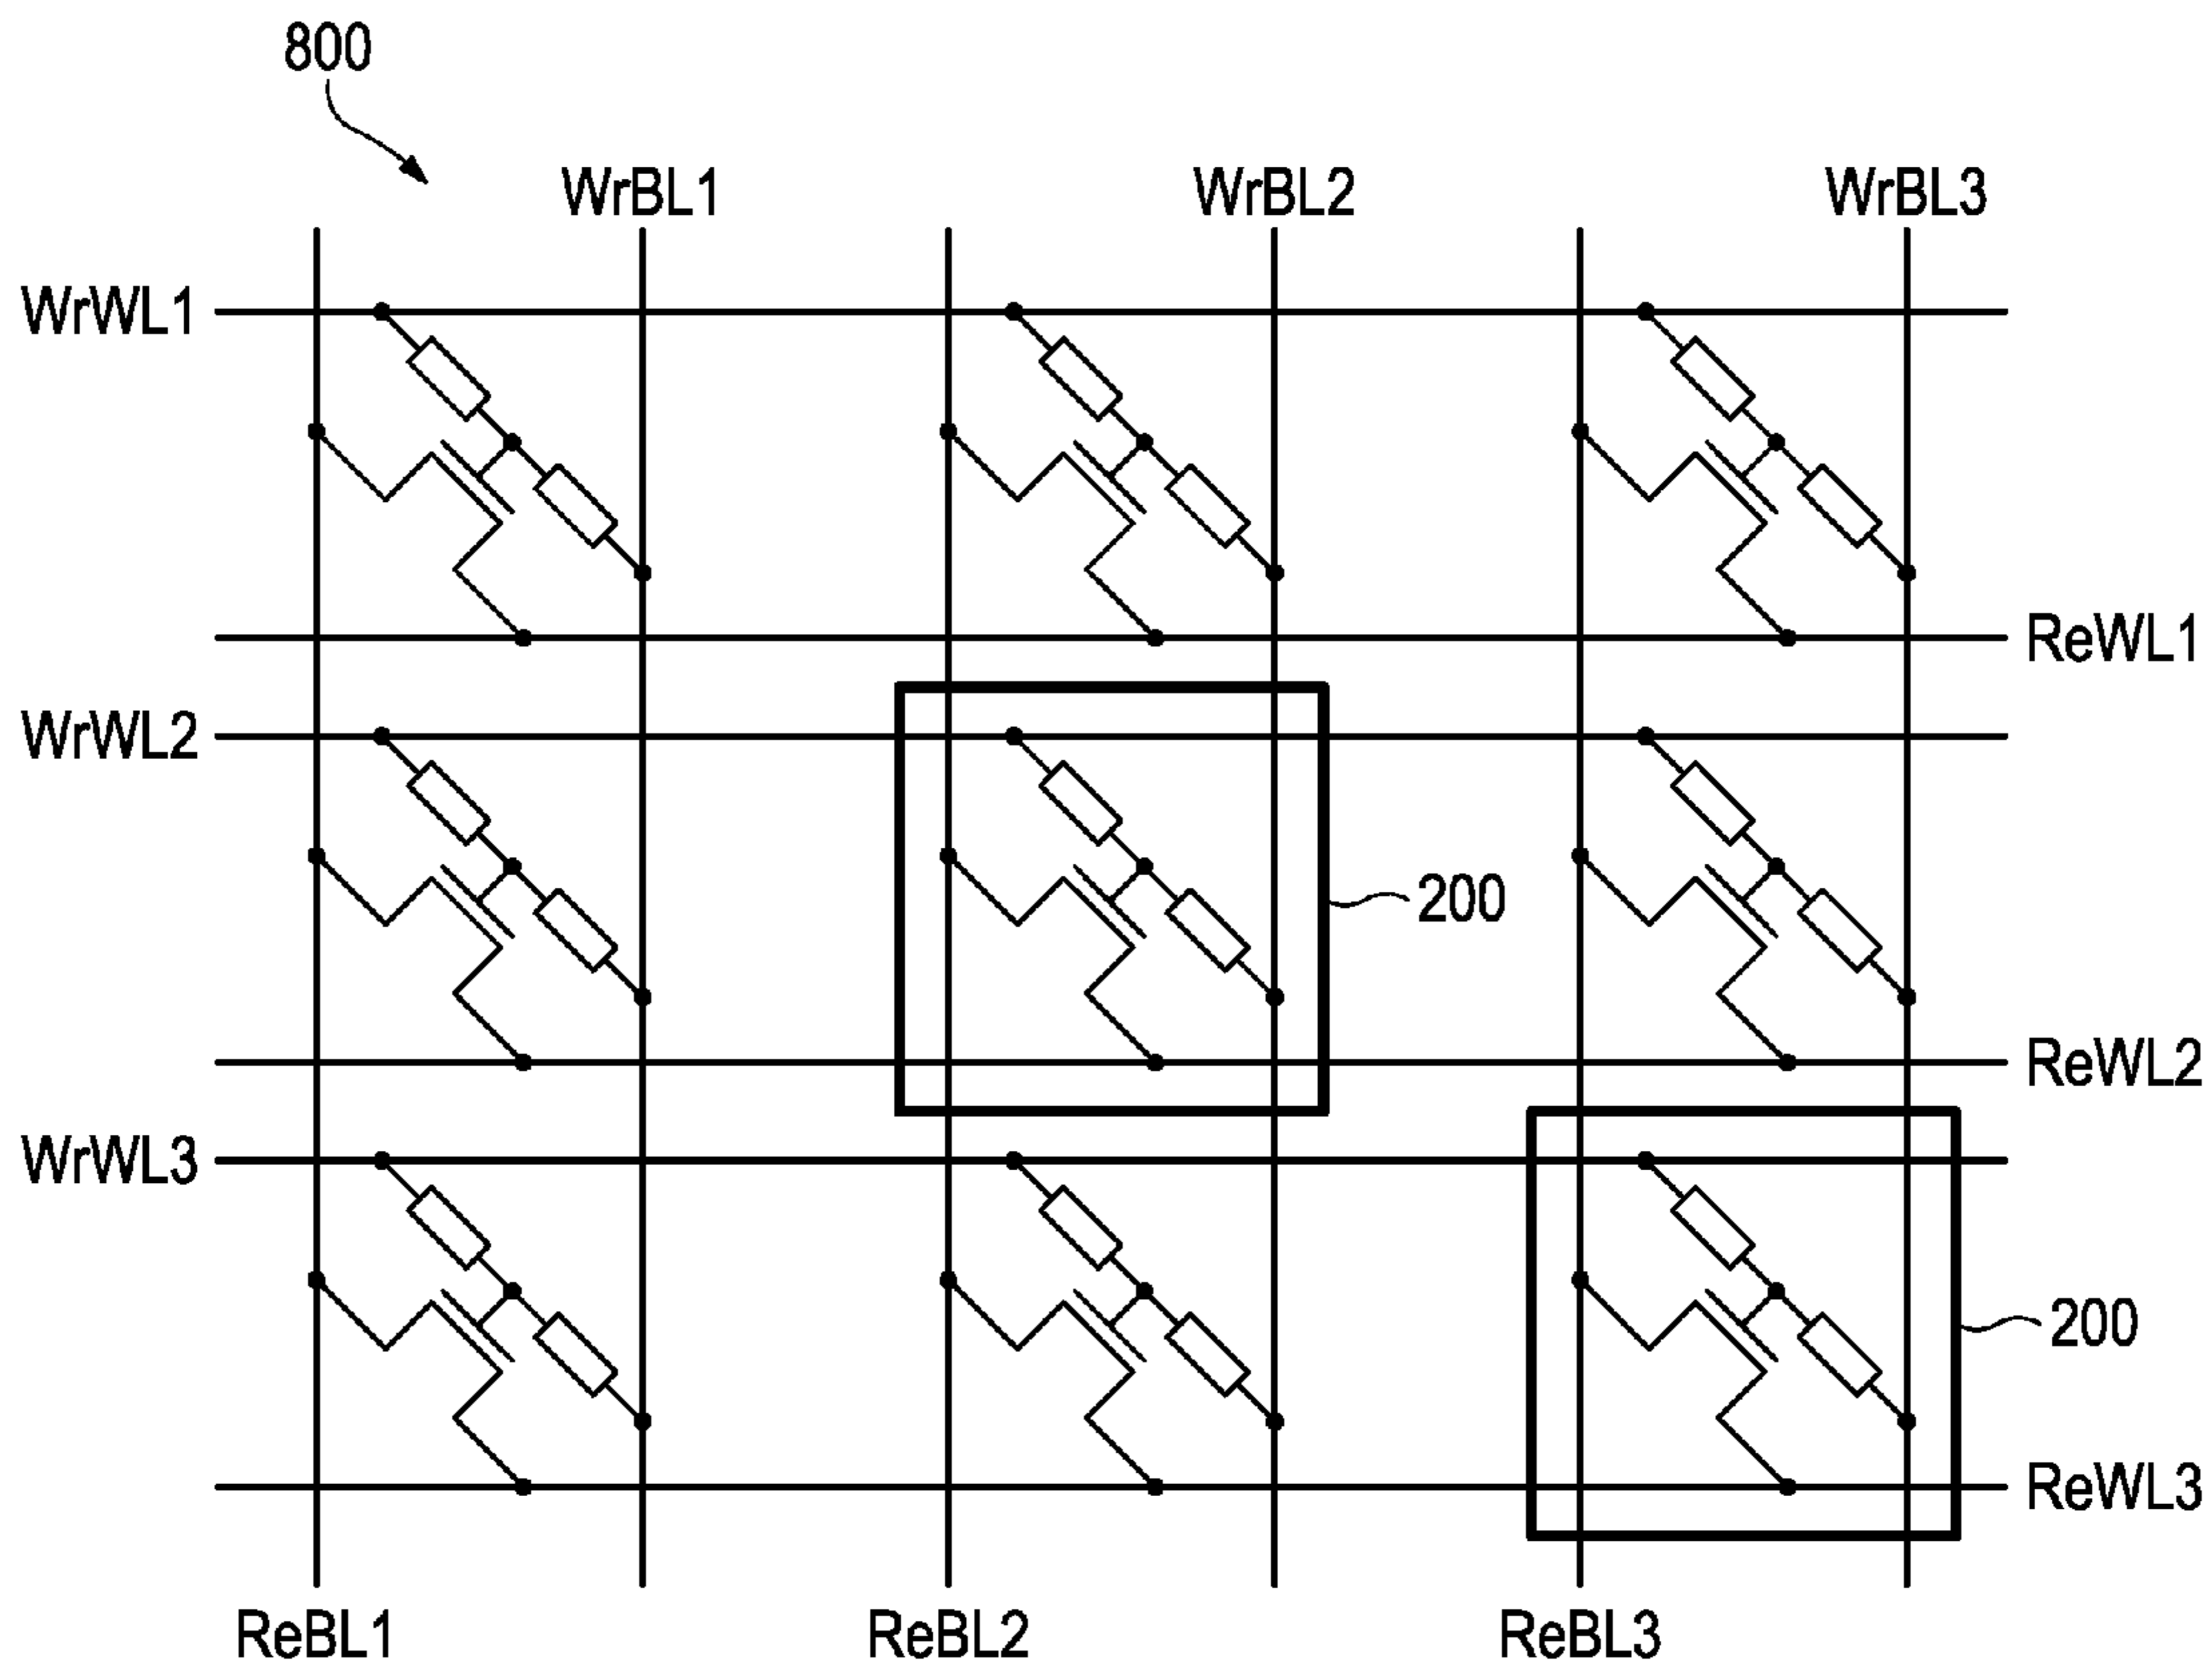 800
WrBL1 WrBL2 WrBL3
WrWL1
ReWL1
WrWL2
200
ReWL2
WrWL3
200
ReWL3
ReBL1 ReBL2 ReBL3